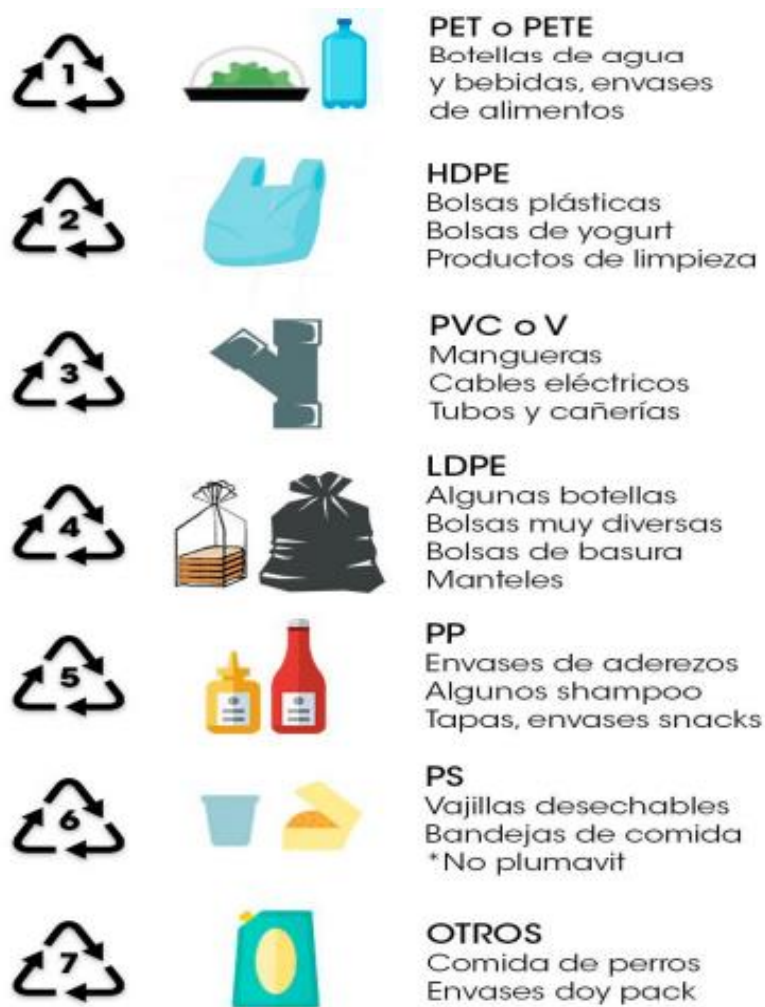 1
PET o PETE
Botellas de agua
y bebidas, envases
de alimentos
2
HDPE
Bolsas plásticas
Bolsas de yogurt
Productos de limpieza
3
PVC o V
Mangueras
Cables eléctricos
Tubos y cañerías
4
LDPE
Algunas botellas
Bolsas muy diversas
Bolsas de basura
Manteles
5
PP
Envases de aderezos
Algunos shampoo
Tapas, envases snacks
6
PS
Vajillas desechables
Bandejas de comida
*No plumavit
7
OTROS
Comida de perros
Envases doy pack